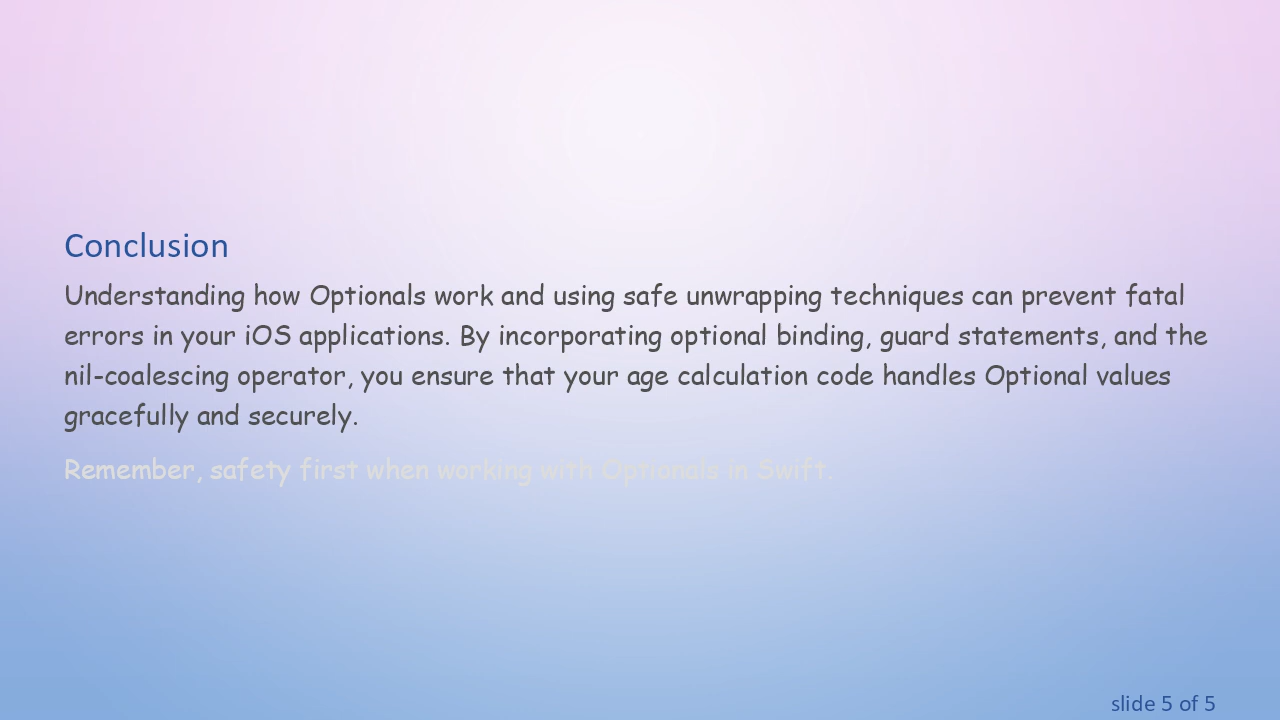 Conclusion
Understanding how Optionals work and using safe unwrapping techniques can prevent fatal
errors in your iOS applications. By incorporating optional binding, guard statements, and the
nil-coalescing operator, you ensure that your age calculation code handles Optional values
gracefully and securely.
Remember, safety first when working with Optionals in Swift.
slide 5 of 5